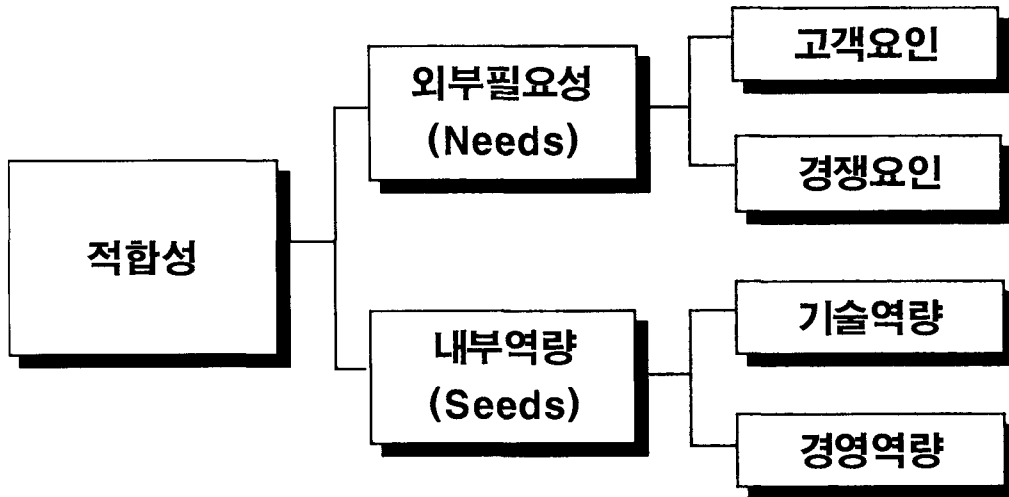 적합성
외부필요성
(Needs)
고객요인
경쟁요인
내부역량
(Seeds)
기술역량
경영역량